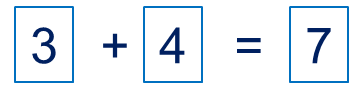 3 + 4 = 7